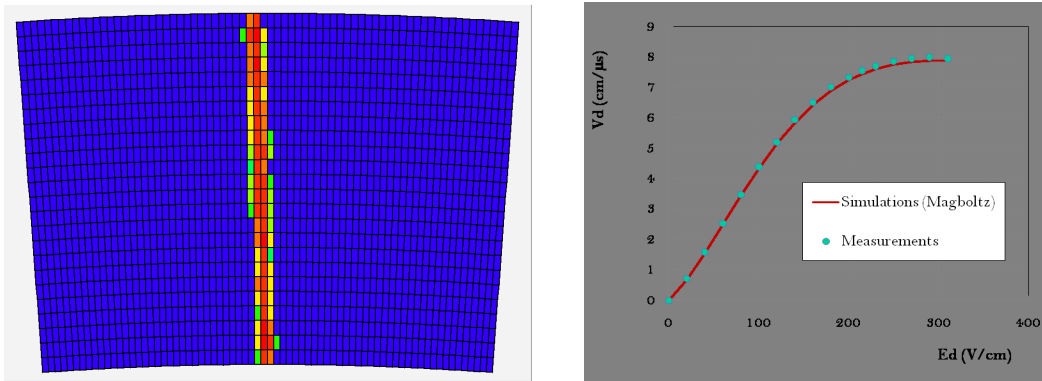 Vd (cm/μs)
9
8
7
6
5
4
3
2
1
0
Simulations (Magboltz)
Measurements
0 100 200 300 400
Ed (V/cm)